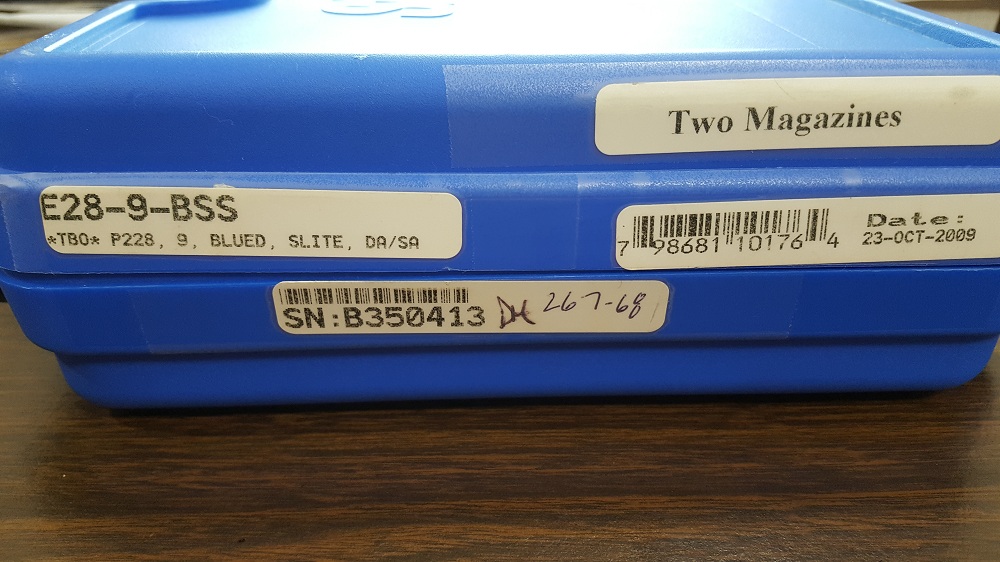 Two Magazines
E28-9-BSS
*TBO* P228, 9, BLUED, SLITE, DA/SA
7 98681 10176 4
Date:
23-OCT-2009
SN:B350413 DH 267-68